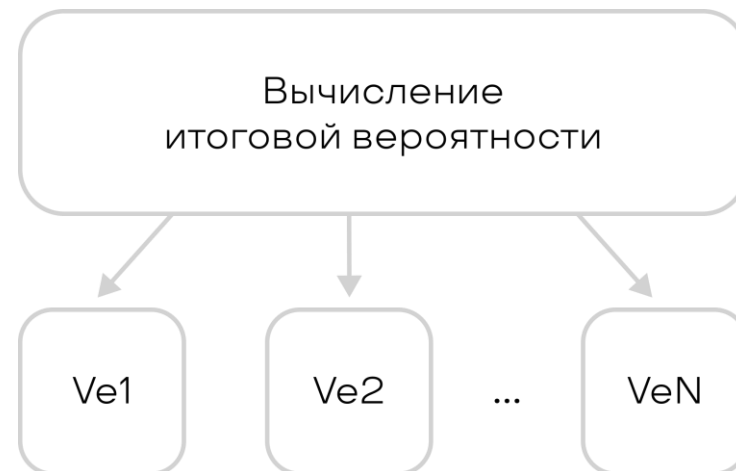 Вычисление
итоговой вероятности
Ve1
Ve2
...
VeN